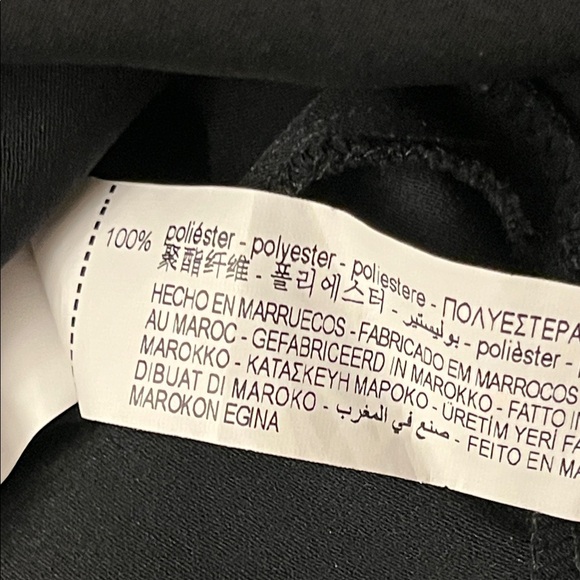 100% poliéster - polyester - poliestere - ΠΟΛΥΕΣΤΕΡΑ
聚酯纤维 - 폴리에스터 - بوليستير - polièster -
HECHO EN MARRUECOS - FABRICADO EM MARROCOS
AU MAROC - GEFABRICEERD IN MAROKKO - FATTO I
MAROKKO - ΚΑΤΑΣΚΕΥΗ ΜΑΡΟΚΟ - ÜRETİM YERİ FA
DIBUAT DI MAROKO - صنع في المغرب - FEITO EN MA
MAROKON EGINA